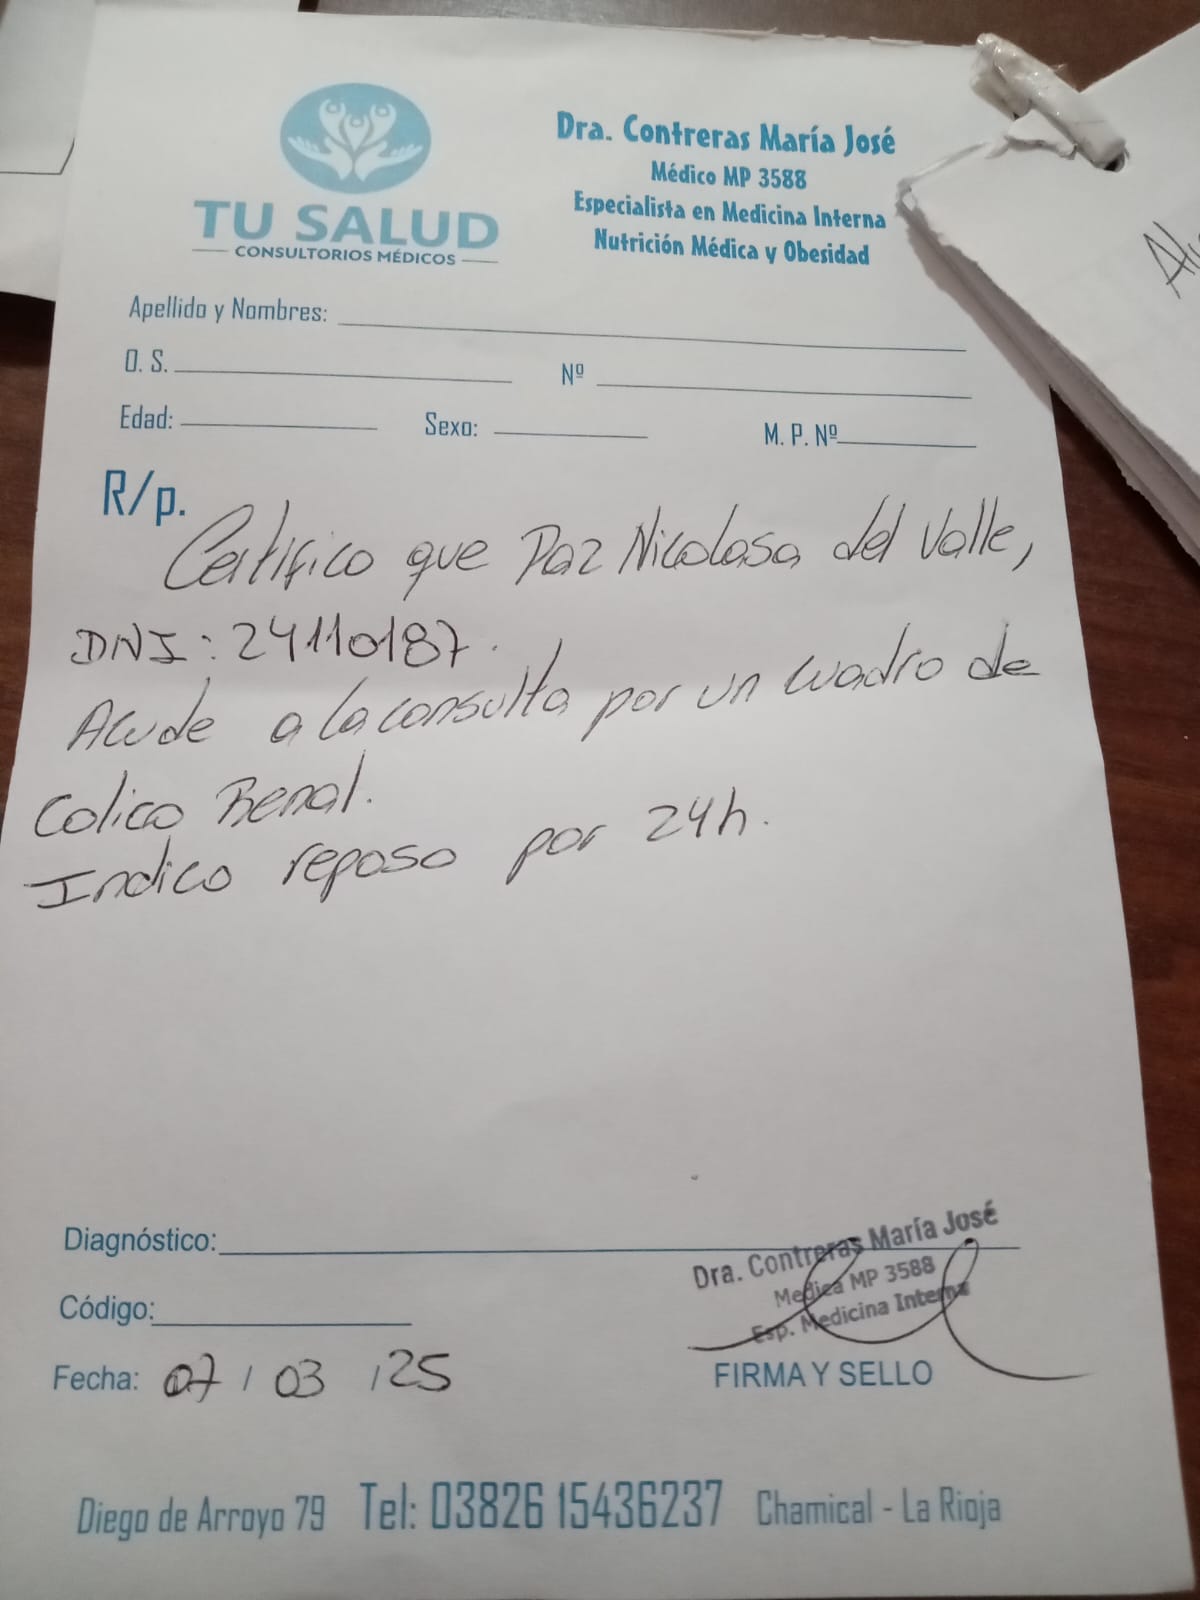 TU SALUD
CONSULTORIOS MÉDICOS
Dra. Contreras María José
Médico MP 3588
Especialista en Medicina Interna
Nutrición Médica y Obesidad
Apellido y Nombres:
O. S. Nº
Edad: Sexo: M. P. Nº
R/p.
Certifico que Paz Nicolasa del Valle,
DNI: 24110187.
Acude a la consulta por un cuadro de
Colico Renal.
Indico reposo por 24h.
Diagnóstico:
Código:
Fecha: 07 / 03 / 25
Dra. Contreras María José
Medica MP 3588
Esp. Medicina Interna
FIRMA Y SELLO
Diego de Arroyo 79 Tel: 03826 15436237 Chamical - La Rioja